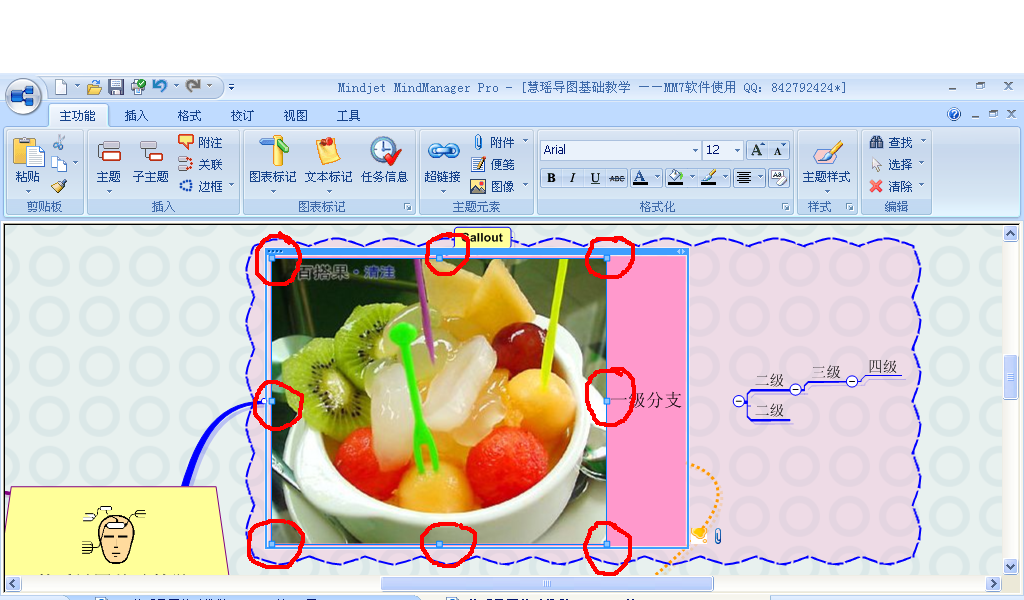 Mindjet MindManager Pro - [慧瑶导图基础教学 －－MM7软件使用 QQ: 842792424*]
主功能 插入 格式 校订 视图 工具
粘贴
剪贴板
主题 子主题 附注 关联 边框
插入
图表标记 文本标记 任务信息
图表标记
超链接 附件 便笺 图像
主题元素
Arial 12
B I U ABC A
格式化
主题样式
样式
查找 选择 清除
编辑
Callout
百搭果·清洼
一级分支
二级
三级
四级
二级